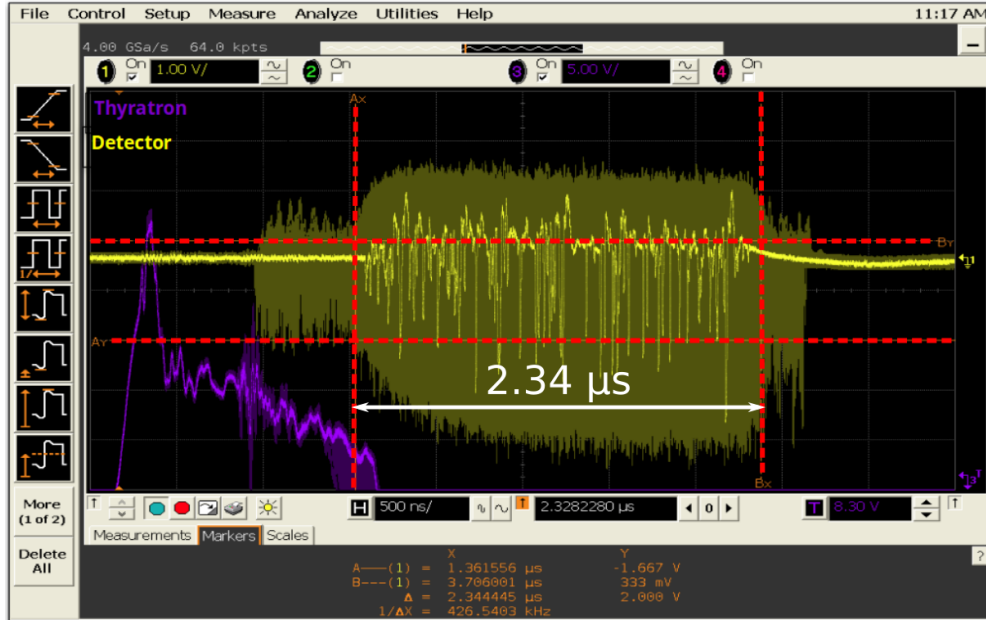 File Control Setup Measure Analyze Utilities Help 11:17 AM
4.00 GSa/s 64.0 kpts
1 On 1.00 V/ 2 On 3 On 5.00 V/ 4 On
Thyratron
Detector
Ax
By
1
1/
Ay
2.34 µs
3T
Bx
More
(1 of 2)
Delete
All
H 500 ns/ T 2.3282280 µs 0 T 8.30 V T
Measurements Markers Scales
?
X Y
A——(1) = 1.361556 µs -1.667 V
B---(1) = 3.706001 µs 333 mV
Δ = 2.344445 µs 2.000 V
1/ΔX = 426.5403 kHz